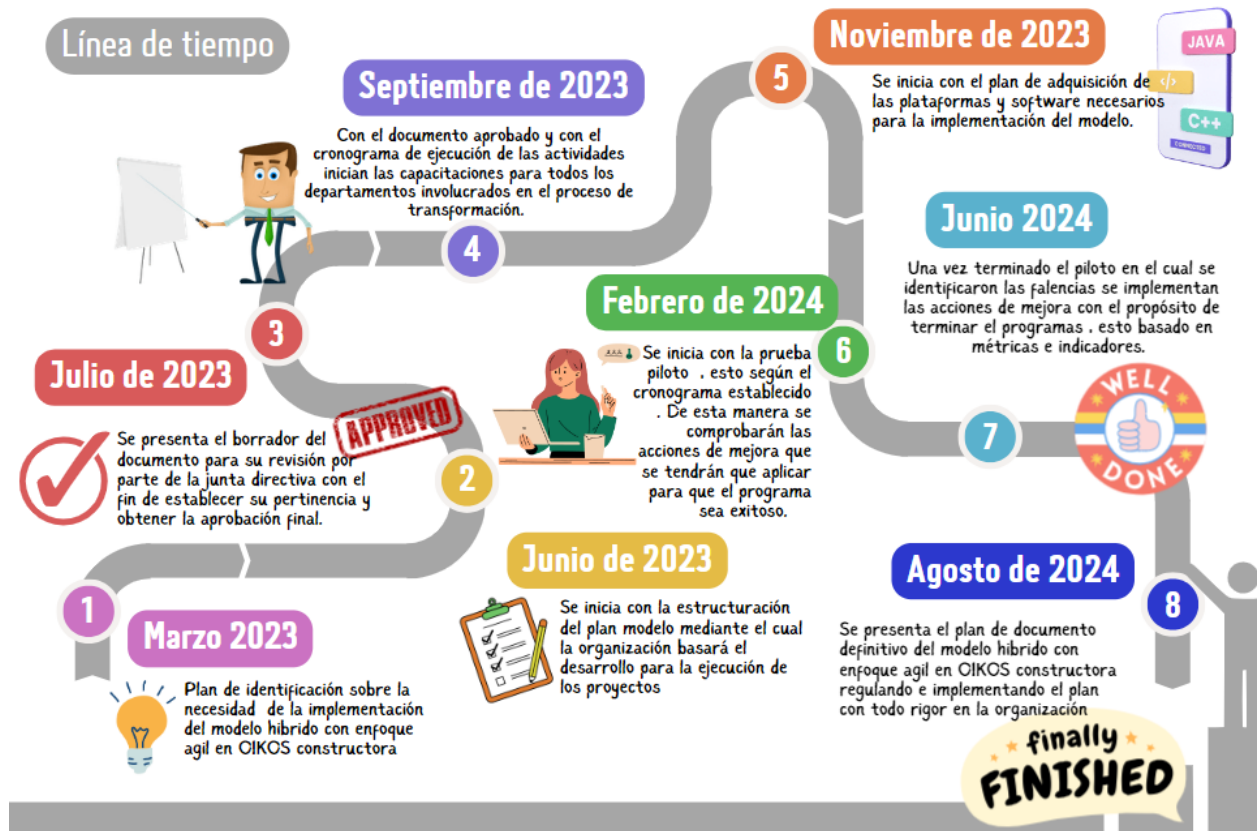 Línea de tiempo
1
Marzo 2023
Plan de identificación sobre la
necesidad de la implementación
del modelo hibrido con enfoque
agil en OIKOS constructora
2
Junio de 2023
Se inicia con la estructuración
del plan modelo mediante el cual
la organización basará el
desarrollo para la ejecución de
los proyectos
3
Julio de 2023
Se presenta el borrador del
documento para su revisión por
parte de la junta directiva con el
fin de establecer su pertinencia y
obtener la aprobación final.
APPROVED
4
Septiembre de 2023
Con el documento aprobado y con el
cronograma de ejecución de las actividades
inician las capacitaciones para todos los
departamentos involucrados en el proceso de
transformación.
5
Noviembre de 2023
Se inicia con el plan de adquisición de
las plataformas y software necesarios
para la implementación del modelo.
JAVA
</>
C++
CONNECTED
6
Febrero de 2024
Se inicia con la prueba
piloto , esto según el
cronograma establecido
. De esta manera se
comprobarán las
acciones de mejora que
se tendrán que aplicar
para que el programa
sea exitoso.
7
Junio 2024
Una vez terminado el piloto en el cual se
identificaron las falencias se implementan
las acciones de mejora con el propósito de
terminar el programas , esto basado en
métricas e indicadores.
WELL
DONE
8
Agosto de 2024
Se presenta el plan de documento
definitivo del modelo hibrido con
enfoque agil en OIKOS constructora
regulando e implementando el plan
con todo rigor en la organización
finally
FINISHED